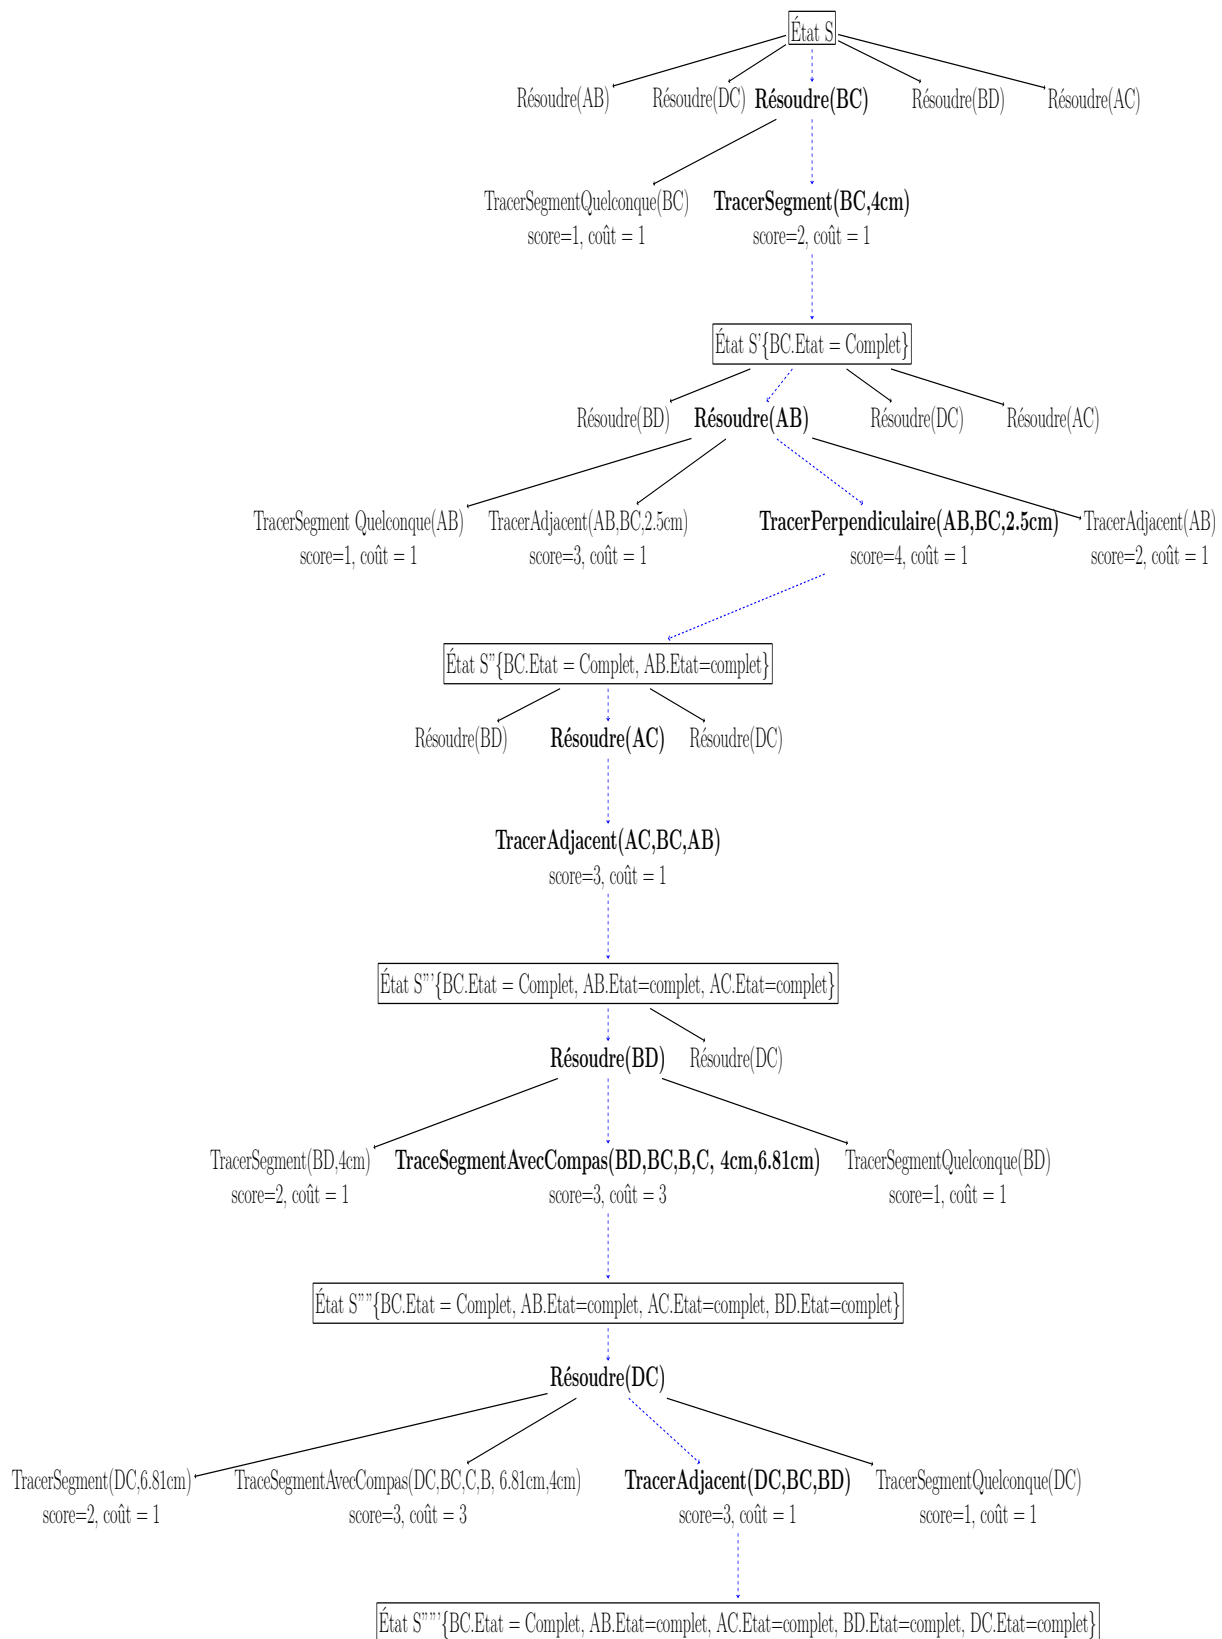 État S
Résoudre(AB) Résoudre(DC) Résoudre(BC) Résoudre(BD) Résoudre(AC)
TracerSegmentQuelconque(BC) TracerSegment(BC,4cm)
score=1, coût = 1 score=2, coût = 1
État S'{BC.Etat = Complet}
Résoudre(BD) Résoudre(AB) Résoudre(DC) Résoudre(AC)
TracerSegment Quelconque(AB) TracerAdjacent(AB,BC,2.5cm) TracerPerpendiculaire(AB,BC,2.5cm) TracerAdjacent(AB)
score=1, coût = 1 score=3, coût = 1 score=4, coût = 1 score=2, coût = 1
État S''{BC.Etat = Complet, AB.Etat=complet}
Résoudre(BD) Résoudre(AC) Résoudre(DC)
TracerAdjacent(AC,BC,AB)
score=3, coût = 1
État S'''{BC.Etat = Complet, AB.Etat=complet, AC.Etat=complet}
Résoudre(BD) Résoudre(DC)
TracerSegment(BD,4cm) TraceSegmentAvecCompas(BD,BC,B,C, 4cm,6.81cm) TracerSegmentQuelconque(BD)
score=2, coût = 1 score=3, coût = 3 score=1, coût = 1
État S''''{BC.Etat = Complet, AB.Etat=complet, AC.Etat=complet, BD.Etat=complet}
Résoudre(DC)
TracerSegment(DC,6.81cm) TraceSegmentAvecCompas(DC,BC,C,B, 6.81cm,4cm) TracerAdjacent(DC,BC,BD) TracerSegmentQuelconque(DC)
score=2, coût = 1 score=3, coût = 3 score=3, coût = 1 score=1, coût = 1
État S'''''{BC.Etat = Complet, AB.Etat=complet, AC.Etat=complet, BD.Etat=complet, DC.Etat=complet}